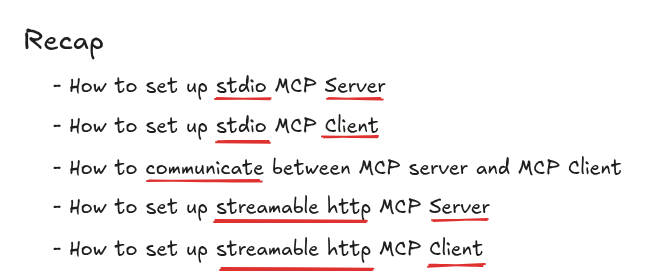 Recap
- How to set up stdio MCP Server
- How to set up stdio MCP Client
- How to communicate between MCP server and MCP Client
- How to set up streamable http MCP Server
- How to set up streamable http MCP Client